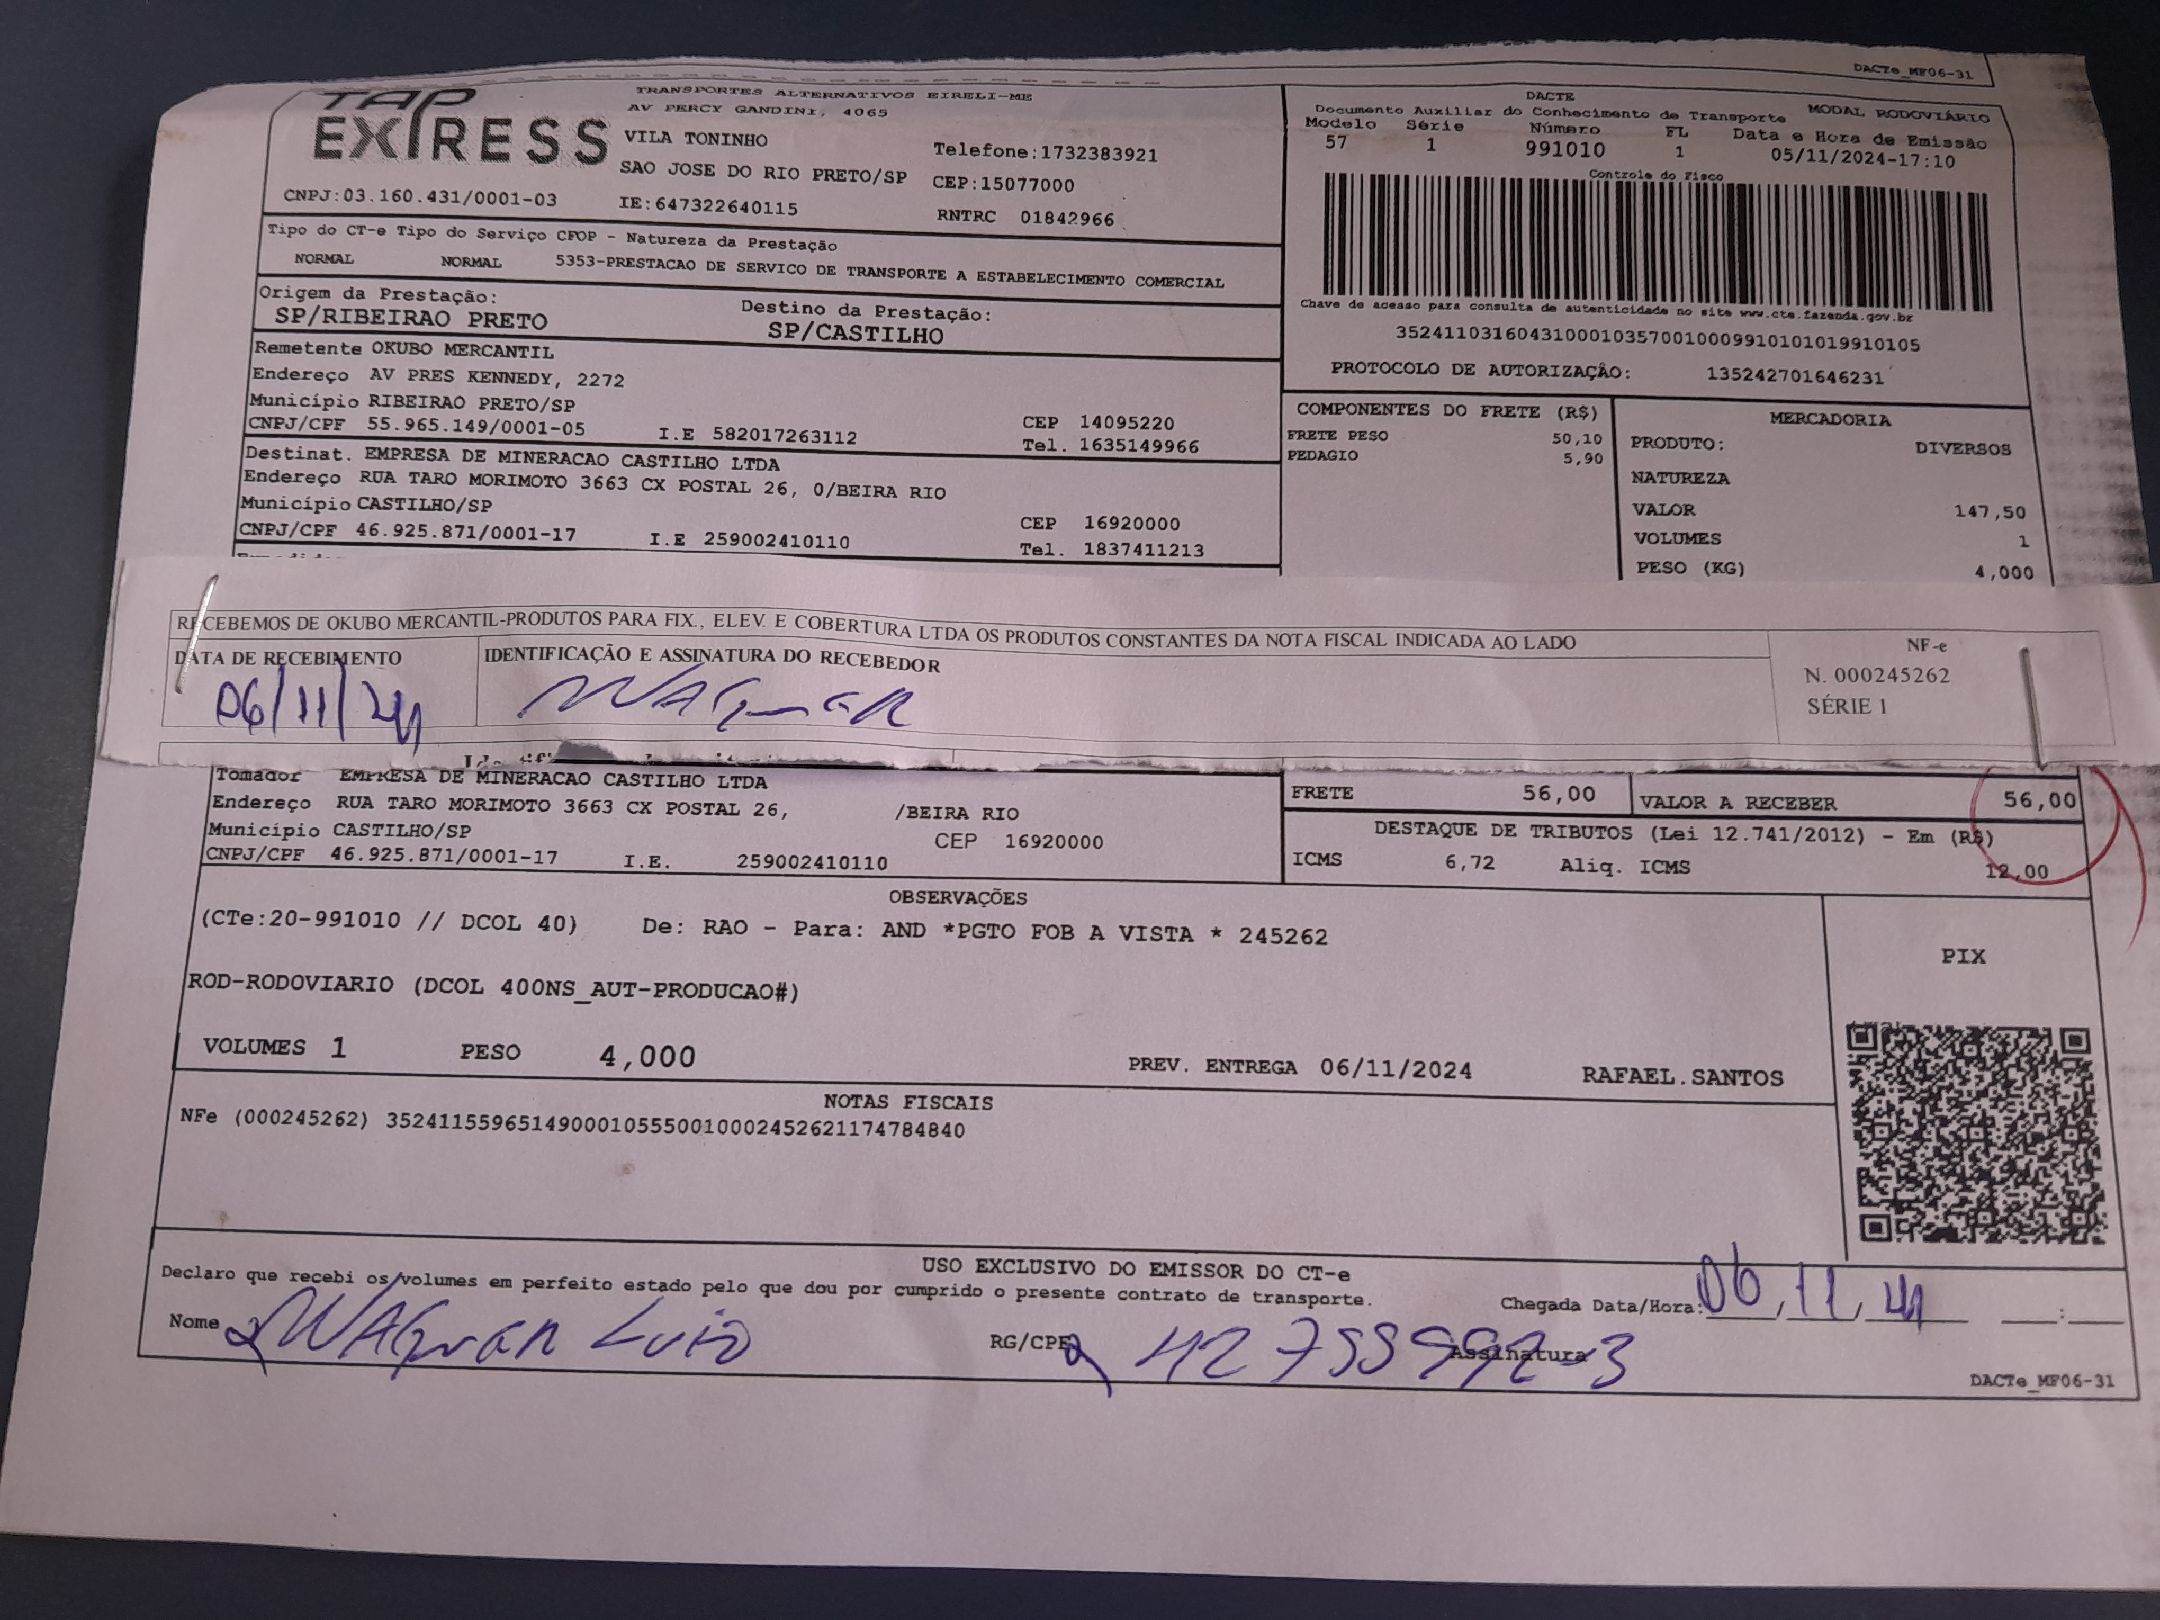 DACTe_MF06-31
TAP EXPRESS
TRANSPORTES ALTERNATIVOS EIRELI-ME
AV PERCY GANDINI, 4065
VILA TONINHO
Telefone:1732383921
SAO JOSE DO RIO PRETO/SP CEP:15077000
CNPJ:03.160.431/0001-03 IE:647322640115 RNTRC 01842966
DACTE
Documento Auxiliar do Conhecimento de Transporte MODAL RODOVIÁRIO
Modelo Série Número FL Data e Hora de Emissão
57 1 991010 1 05/11/2024-17:10
Controle do Fisco
Chave de acesso para consulta de autenticidade no site www.cte.fazenda.gov.br
35241103160431000103570010009910101019910105
PROTOCOLO DE AUTORIZAÇÃO: 135242701646231
Tipo do CT-e Tipo do Serviço CFOP - Natureza da Prestação
NORMAL NORMAL 5353-PRESTACAO DE SERVICO DE TRANSPORTE A ESTABELECIMENTO COMERCIAL
Origem da Prestação: Destino da Prestação:
SP/RIBEIRAO PRETO SP/CASTILHO
Remetente OKUBO MERCANTIL
Endereço AV PRES KENNEDY, 2272
Município RIBEIRAO PRETO/SP CEP 14095220
CNPJ/CPF 55.965.149/0001-05 I.E 582017263112 Tel. 1635149966
Destinat. EMPRESA DE MINERACAO CASTILHO LTDA
Endereço RUA TARO MORIMOTO 3663 CX POSTAL 26, 0/BEIRA RIO
Município CASTILHO/SP CEP 16920000
CNPJ/CPF 46.925.871/0001-17 I.E 259002410110 Tel. 1837411213
COMPONENTES DO FRETE (R$)
FRETE PESO 50,10
PEDAGIO 5,90
MERCADORIA
PRODUTO: DIVERSOS
NATUREZA
VALOR 147,50
VOLUMES 1
PESO (KG) 4,000
RECEBEMOS DE OKUBO MERCANTIL-PRODUTOS PARA FIX., ELEV. E COBERTURA LTDA OS PRODUTOS CONSTANTES DA NOTA FISCAL INDICADA AO LADO
DATA DE RECEBIMENTO IDENTIFICAÇÃO E ASSINATURA DO RECEBEDOR
06/11/24 WAGNER
NF-e
N. 000245262
SÉRIE 1
Tomador EMPRESA DE MINERACAO CASTILHO LTDA
Endereço RUA TARO MORIMOTO 3663 CX POSTAL 26, /BEIRA RIO
Município CASTILHO/SP CEP 16920000
CNPJ/CPF 46.925.871/0001-17 I.E. 259002410110
FRETE 56,00 VALOR A RECEBER 56,00
DESTAQUE DE TRIBUTOS (Lei 12.741/2012) - Em (R$)
ICMS 6,72 Aliq. ICMS 12,00
OBSERVAÇÕES
(CTe:20-991010 // DCOL 40) De: RAO - Para: AND *PGTO FOB A VISTA * 245262
ROD-RODOVIARIO (DCOL 400NS_AUT-PRODUCAO#)
VOLUMES 1 PESO 4,000 PREV. ENTREGA 06/11/2024 RAFAEL.SANTOS
PIX
NOTAS FISCAIS
NFe (000245262) 35241155965149000105550010002452621174784840
USO EXCLUSIVO DO EMISSOR DO CT-e
Declaro que recebi os volumes em perfeito estado pelo que dou por cumprido o presente contrato de transporte.
Chegada Data/Hora: 06/11/24 :
Nome WAGNER LUIZ RG/CPF 42755992-3 Assinatura
DACTe_MF06-31